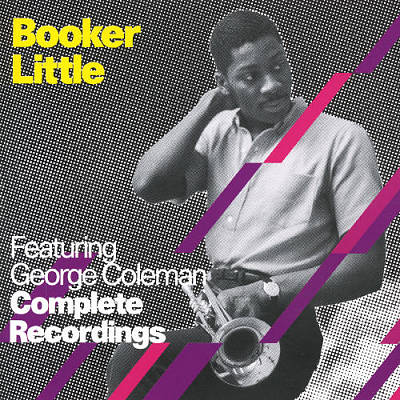 Booker
Little
Featuring
George Coleman
Complete
Recordings